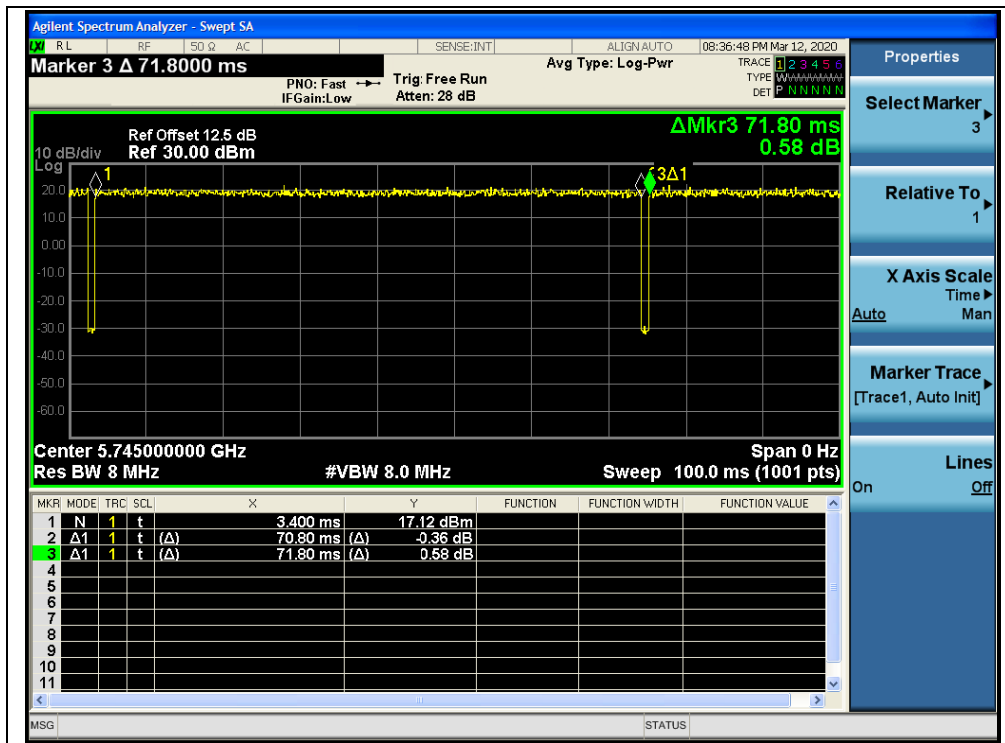 Agilent Spectrum Analyzer - Swept SA
LXI RL RF 50 Ω AC SENSE:INT ALIGN AUTO 08:36:48 PM Mar 12, 2020
Marker 3 Δ 71.8000 ms
PNO: Fast
IFGain:Low
Trig: Free Run
Atten: 28 dB
Avg Type: Log-Pwr
TRACE 1 2 3 4 5 6
TYPE
DET P N N N N N
Ref Offset 12.5 dB
10 dB/div Ref 30.00 dBm
Log
ΔMkr3 71.80 ms
0.58 dB
1
3Δ1
20.0
10.0
0.00
-10.0
-20.0
-30.0
-40.0
-50.0
-60.0
Center 5.745000000 GHz Span 0 Hz
Res BW 8 MHz #VBW 8.0 MHz Sweep 100.0 ms (1001 pts)
MKR MODE TRC SCL X Y FUNCTION FUNCTION WIDTH FUNCTION VALUE
1 N 1 t 3.400 ms 17.12 dBm
2 Δ1 1 t (Δ) 70.80 ms (Δ) -0.36 dB
3 Δ1 1 t (Δ) 71.80 ms (Δ) 0.58 dB
4
5
6
7
8
9
10
11
MSG STATUS
Properties
Select Marker
3
Relative To
1
X Axis Scale
Time
Auto Man
Marker Trace
[Trace1, Auto Init]
Lines
On Off